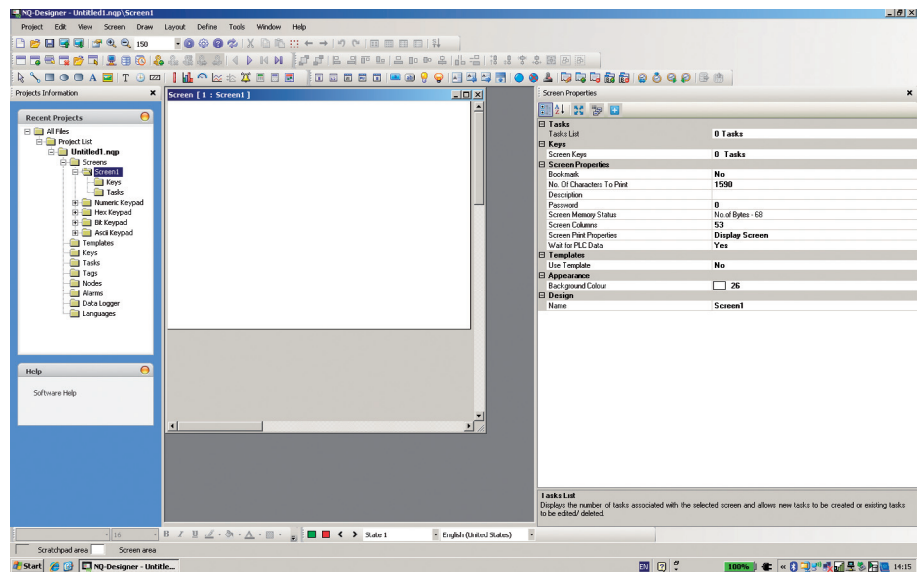 NQ-Designer - Untitled1.nqp\Screen1
Project Edit View Screen Draw Layout Define Tools Window Help
150
Projects Information
Recent Projects
All Files
Project List
Untitled1.nqp
Screens
Screen1
Keys
Tasks
Numeric Keypad
Hex Keypad
Bit Keypad
Ascii Keypad
Templates
Keys
Tasks
Tags
Nodes
Alarms
Data Logger
Languages
Help
Software Help
Screen [ 1 : Screen1 ]
Screen Properties
Tasks
Tasks List 0 Tasks
Keys
Screen Keys 0 Tasks
Screen Properties
Bookmark No
No. Of Characters To Print 1590
Description
Password 0
Screen Memory Status No.of Bytes - 68
Screen Columns 53
Screen Print Properties Display Screen
Wait for PLC Data Yes
Templates
Use Template No
Appearance
Background Colour 26
Design
Name Screen1
Tasks List
Displays the number of tasks associated with the selected screen and allows new tasks to be created or existing tasks
to be edited/ deleted.
16 B I U A State 1 English (United States)
Scratchpad area Screen area
Start NQ-Designer - Untitle... EN 100% 14:15